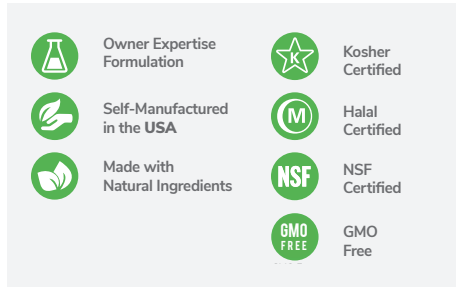 Owner Expertise
Formulation
Self-Manufactured
in the USA
Made with
Natural Ingredients
K
Kosher
Certified
M
Halal
Certified
NSF
NSF
Certified
GMO
FREE
GMO
Free